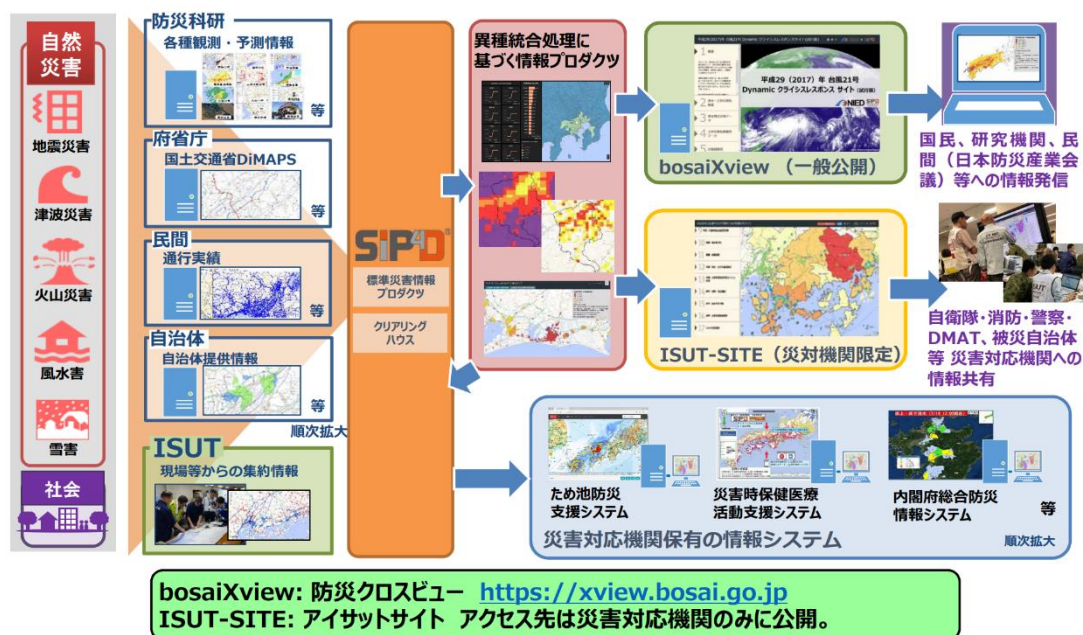 自然
災害
地震災害
津波災害
火山災害
風水害
雪害
社会
防災科研
各種観測・予測情報
等
府省庁
国土交通省DiMAPS
等
民間
通行実績
等
自治体
自治体提供情報
等
順次拡大
ISUT
現場等からの集約情報
SIP4D®
標準災害情報
プロダクツ
クリアリング
ハウス
異種統合処理に
基づく情報プロダクツ
平成29（2017）年 台風21号
Dynamic クライシスレスポンス サイト（試行版）
NIED SIP
bosaiXview （一般公開）
国民、研究機関、民
間（日本防災産業会
議）等への情報発信
ISUT-SITE（災対機関限定）
自衛隊・消防・警察・
DMAT、被災自治体
等 災害対応機関への
情報共有
ため池防災
支援システム
災害時保健医療
活動支援システム
内閣府総合防災
情報システム
等
災害対応機関保有の情報システム
順次拡大
bosaiXview: 防災クロスビュー https://xview.bosai.go.jp
ISUT-SITE: アイサットサイト アクセス先は災害対応機関のみに公開。